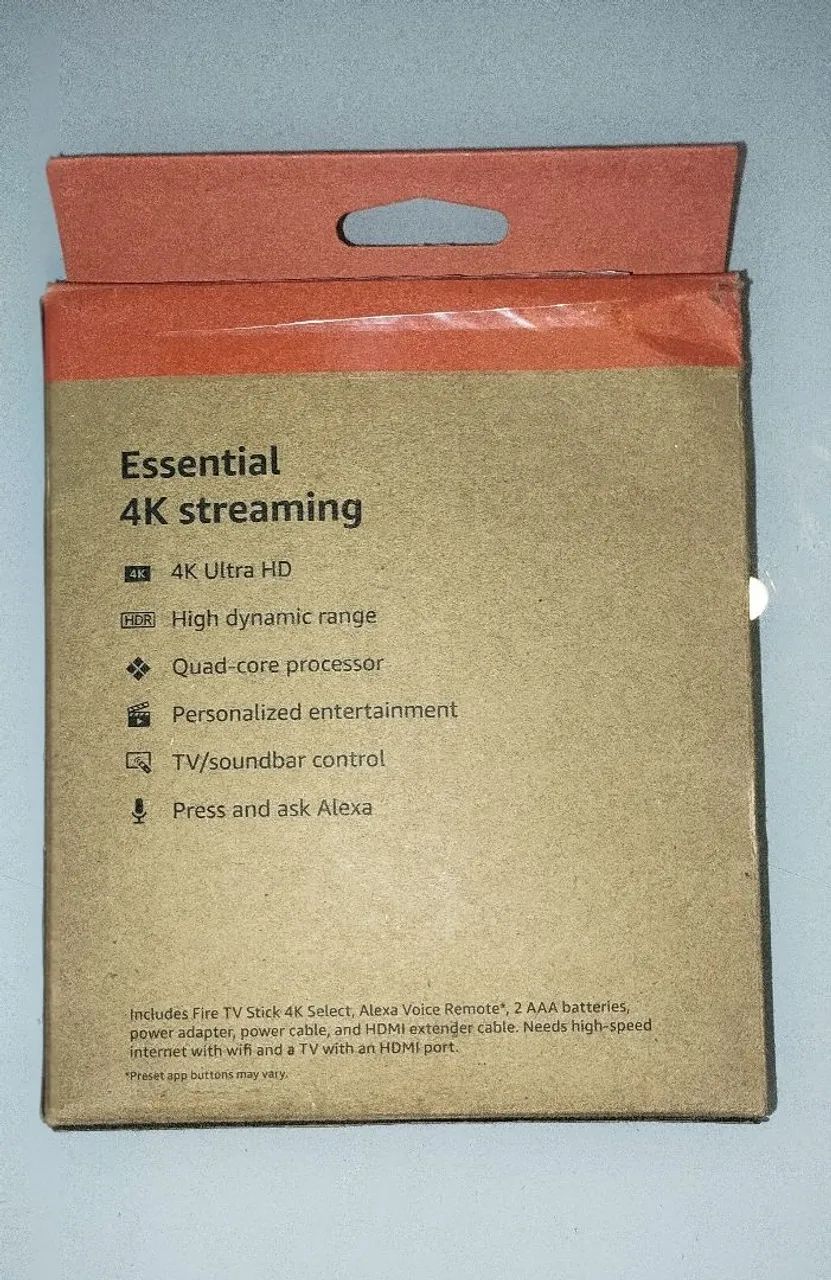 Essential
4K streaming
4K 4K Ultra HD
HDR High dynamic range
Quad-core processor
Personalized entertainment
TV/soundbar control
Press and ask Alexa
Includes Fire TV Stick 4K Select, Alexa Voice Remote*, 2 AAA batteries,
power adapter, power cable, and HDMI extender cable. Needs high-speed
internet with wifi and a TV with an HDMI port.
*Preset app buttons may vary.